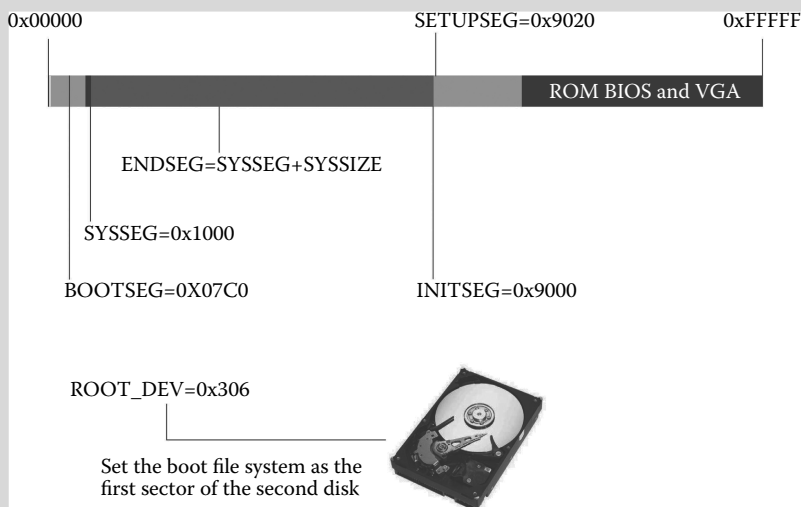 0x00000
SETUPSEG=0x9020
0xFFFFF
ROM BIOS and VGA
ENDSEG=SYSSEG+SYSSIZE
SYSSEG=0x1000
BOOTSEG=0X07C0
INITSEG=0x9000
ROOT_DEV=0x306
Set the boot file system as the
first sector of the second disk